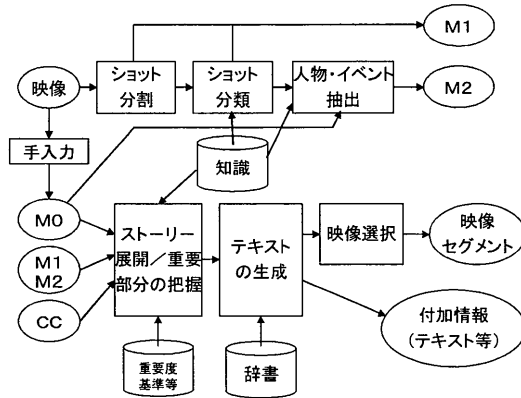 M1
映像
ショット
分割
ショット
分類
人物・イベント
抽出
M2
手入力
知識
M0
ストーリー
展開／重要
部分の把握
テキスト
の生成
映像選択
映像
セグメント
M1
M2
CC
付加情報
(テキスト等)
重要度
基準等
辞書